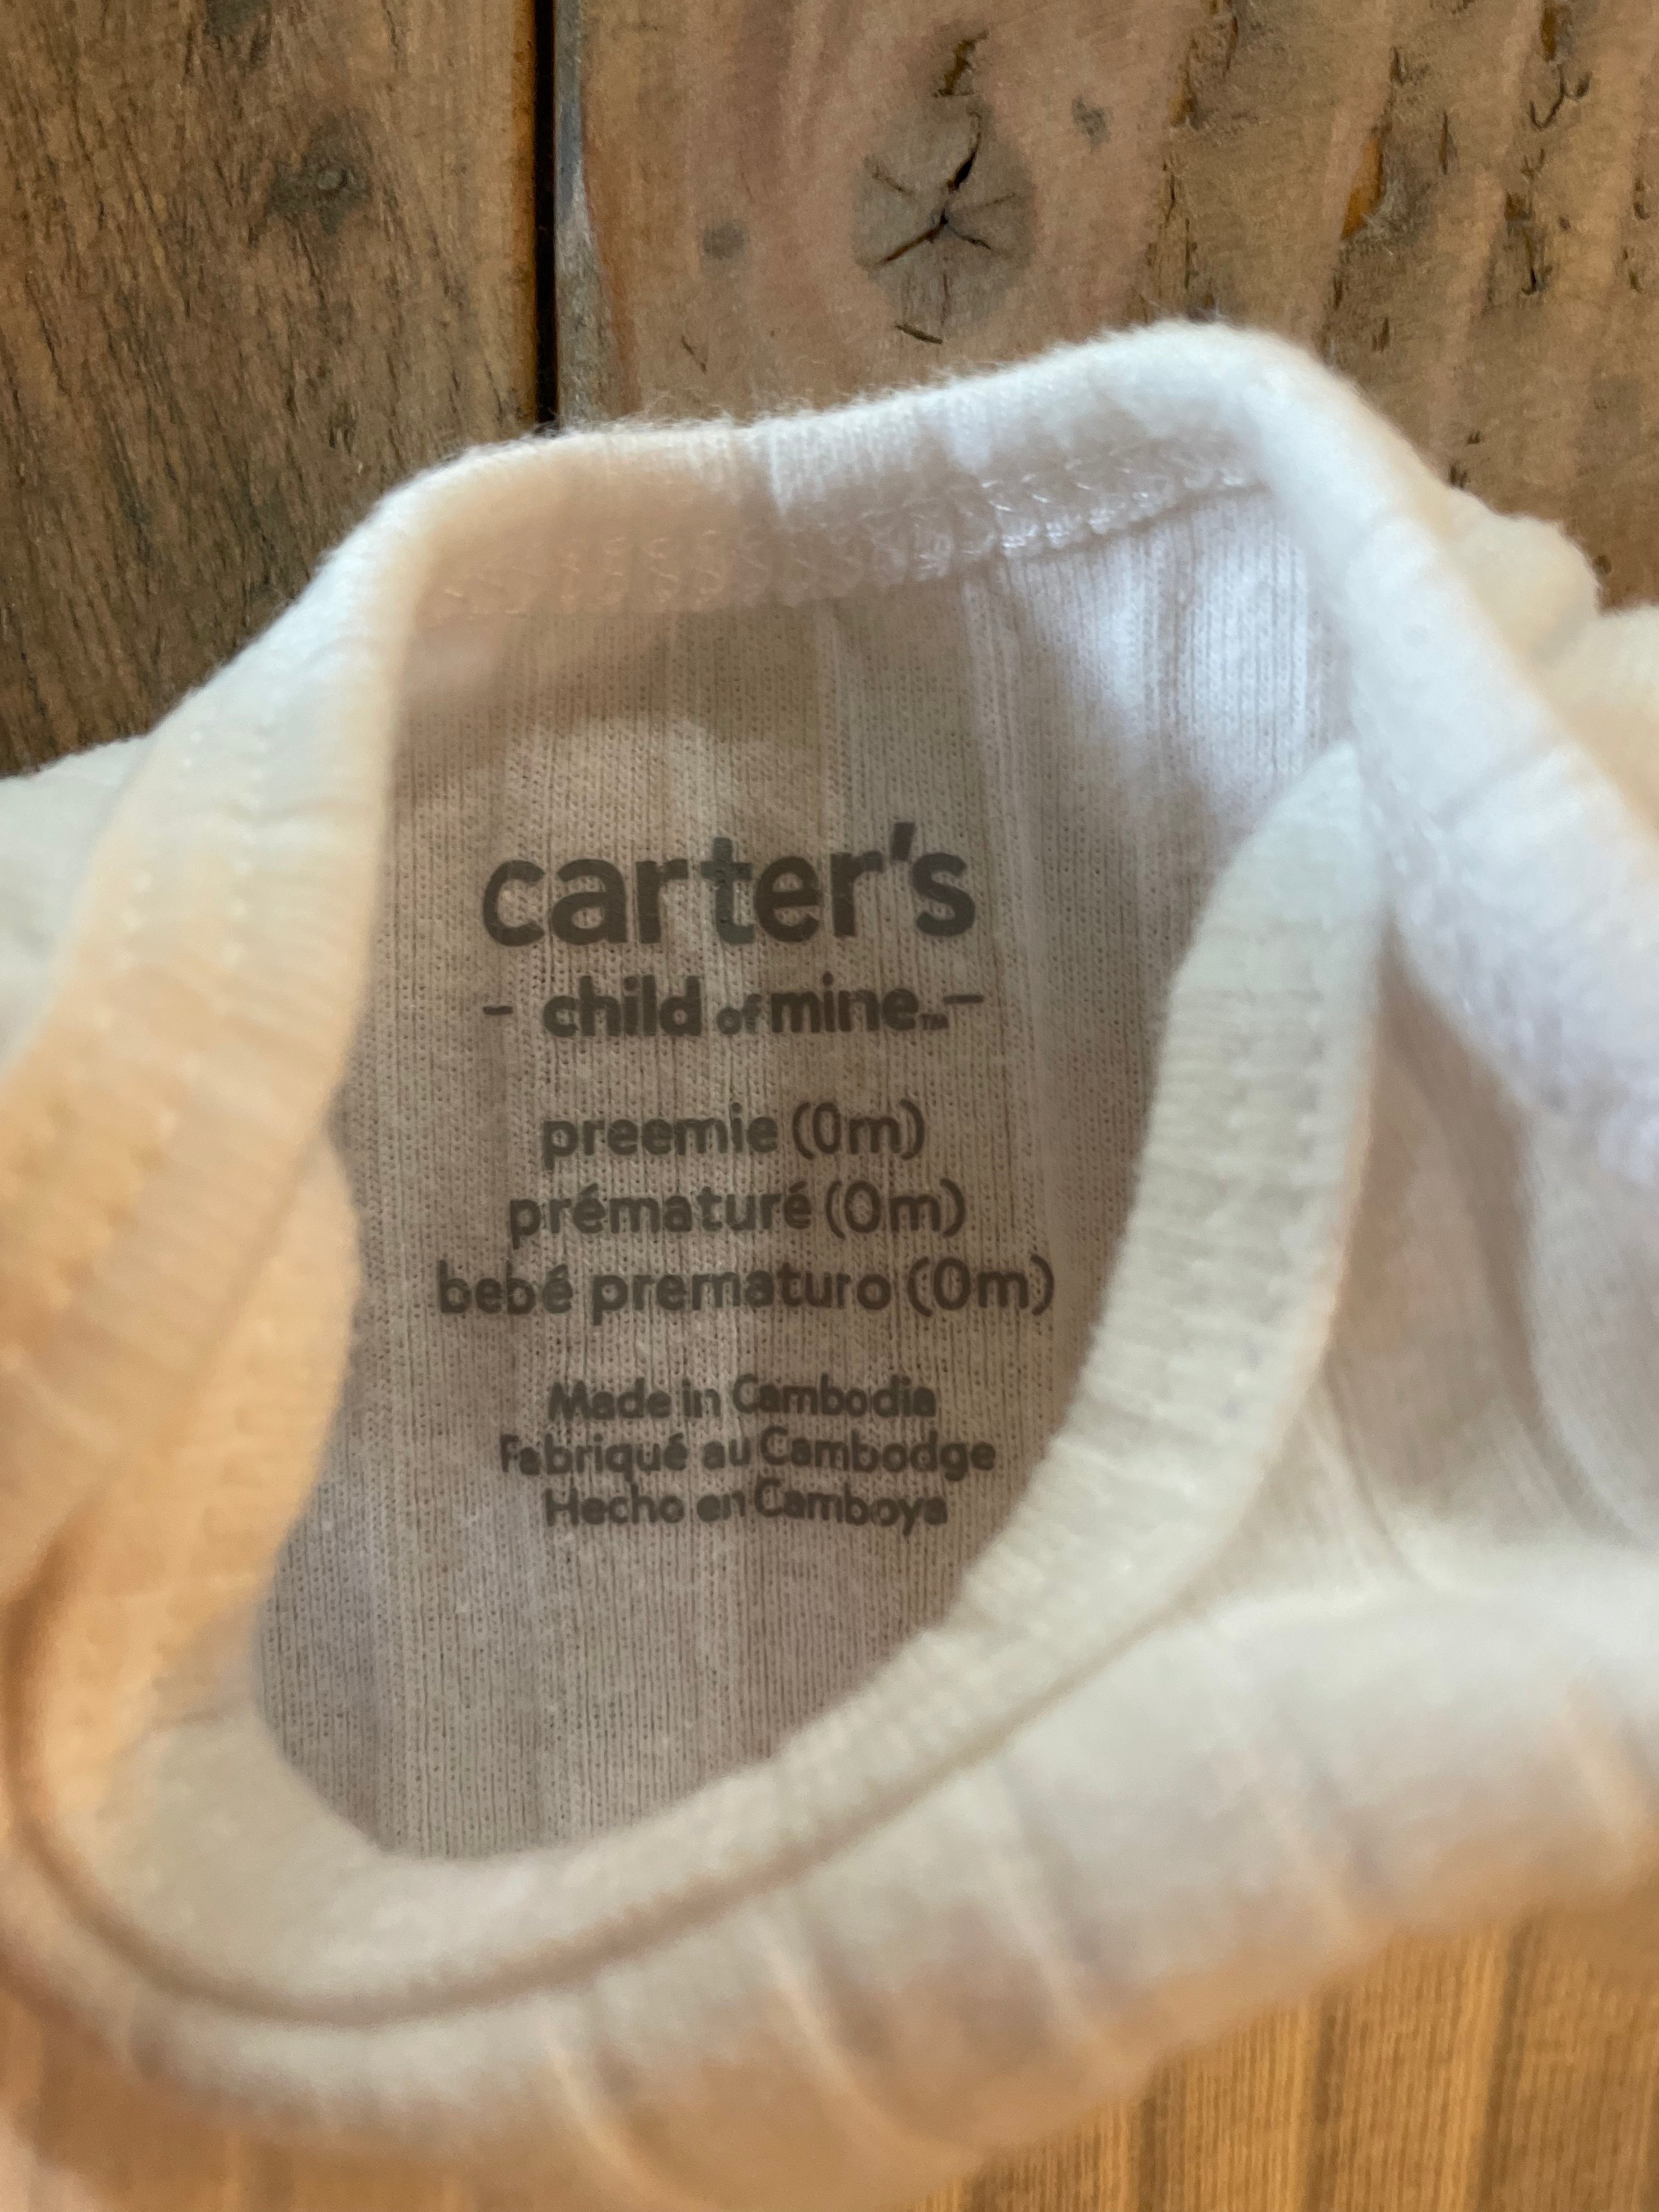 carter's
- child of mine™ -
preemie (0m)
prématuré (0m)
bebé prematuro (0m)
Made in Cambodia
Fabriqué au Cambodge
Hecho en Camboya